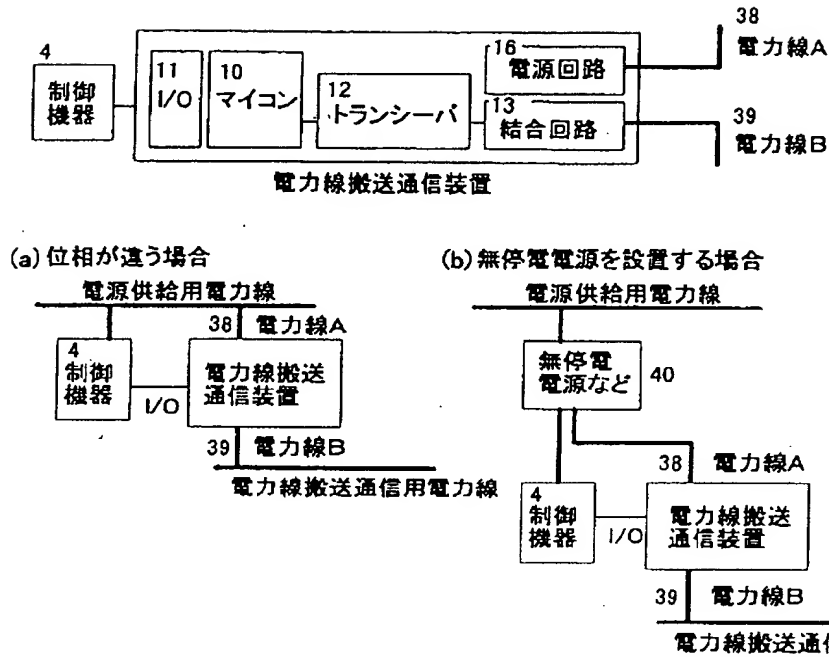 38
電力線A
4
制御
機器
11
I/O
10
マイコン
12
トランシーバ
16
電源回路
13
結合回路
39
電力線B
電力線搬送通信装置
(a)位相が違う場合
電源供給用電力線
38 電力線A
4
制御
機器
I/O
電力線搬送
通信装置
39 電力線B
電力線搬送通信用電力線
(b)無停電電源を設置する場合
電源供給用電力線
無停電
電源など
40
38 電力線A
4
制御
機器
I/O
電力線搬送
通信装置
39 電力線B
電力線搬送通信